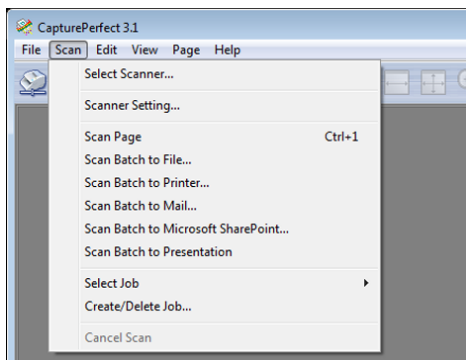 CapturePerfect 3.1
File Scan Edit View Page Help
Select Scanner...
Scanner Setting...
Scan Page Ctrl+1
Scan Batch to File...
Scan Batch to Printer...
Scan Batch to Mail...
Scan Batch to Microsoft SharePoint...
Scan Batch to Presentation
Select Job
Create/Delete Job...
Cancel Scan